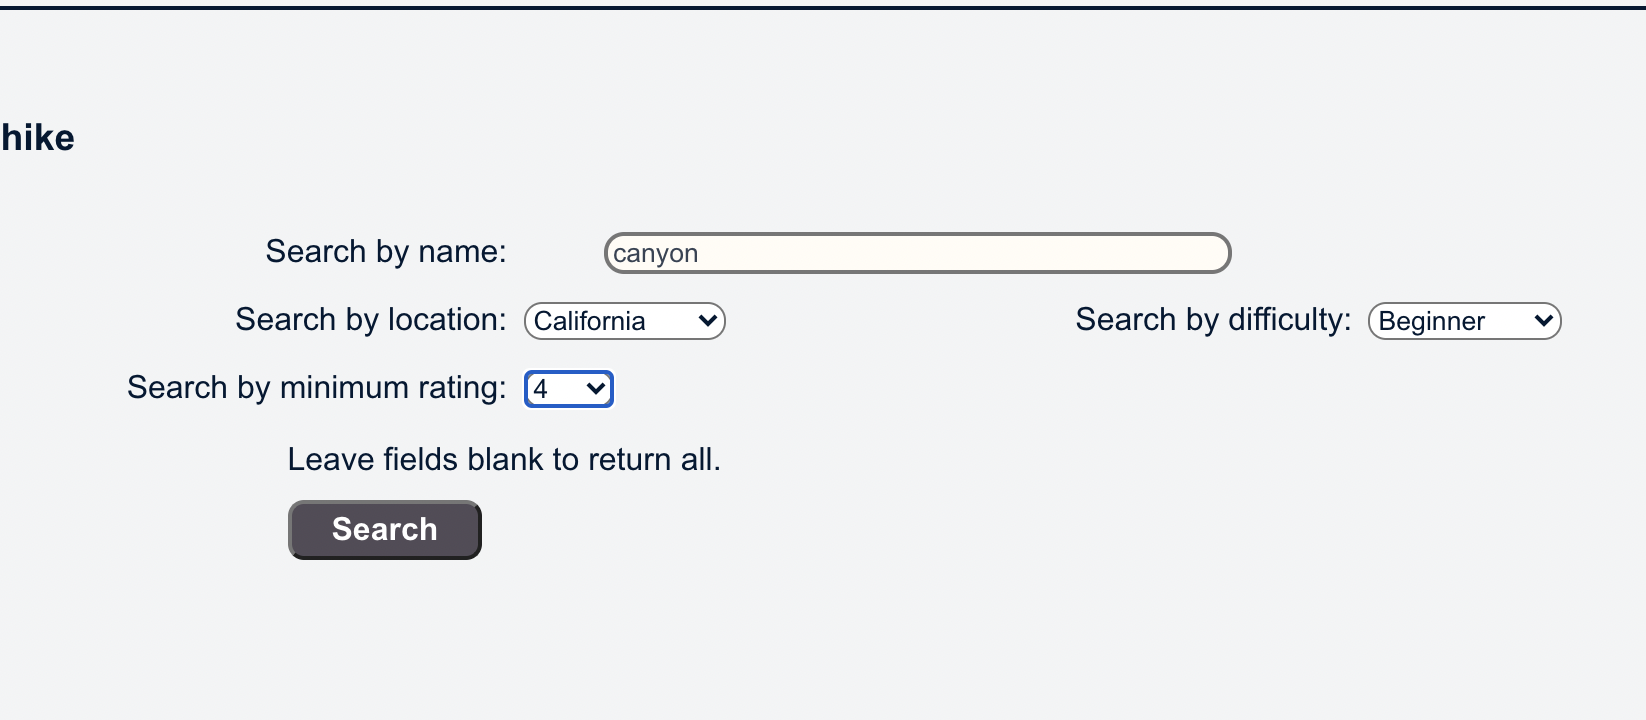 hike
Search by name: canyon
Search by location: California Search by difficulty: Beginner
Search by minimum rating: 4
Leave fields blank to return all.
Search